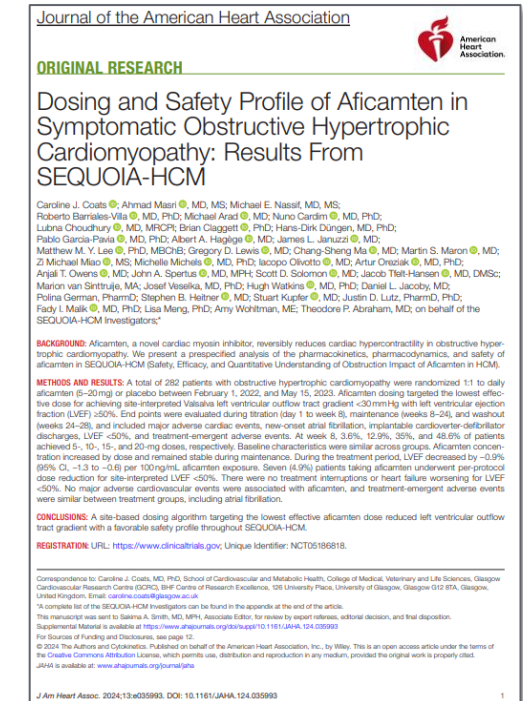 Journal of the American Heart Association
American
Heart
Association.
ORIGINAL RESEARCH
Dosing and Safety Profile of Aficamten in
Symptomatic Obstructive Hypertrophic
Cardiomyopathy: Results From
SEQUOIA-HCM
Caroline J. Coats, MD, PhD; Ahmad Masri, MD, MS; Michael E. Nassif, MD, MS;
Roberto Barriales-Villa, MD, PhD; Michael Arad, MD; Nuno Cardim, MD, PhD;
Lubna Choudhury, MD, MRCPI; Brian Claggett, PhD; Hans-Dirk Düngen, MD, PhD;
Pablo Garcia-Pavia, MD, PhD; Albert A. Hagège, MD; James L. Januzzi, MD;
Matthew M. Y. Lee, PhD, MBChB; Gregory D. Lewis, MD; Chang-Sheng Ma, MD; Martin S. Maron, MD;
Zi Michael Miao, MS; Michelle Michels, MD, PhD; Iacopo Olivotto, MD; Artur Oreziak, MD, PhD;
Anjali T. Owens, MD; John A. Spertus, MD, MPH; Scott D. Solomon, MD; Jacob Tfelt-Hansen, MD, DMSc;
Marion van Sinttruije, MA; Josef Veselka, MD, PhD; Hugh Watkins, MD, PhD; Daniel L. Jacoby, MD;
Polina German, PharmD; Stephen B. Heitner, MD; Stuart Kupfer, MD; Justin D. Lutz, PharmD, PhD;
Fady I. Malik, MD, PhD; Lisa Meng, PhD; Amy Wohltman, ME; Theodore P. Abraham, MD; on behalf of the
SEQUOIA-HCM Investigators;*
BACKGROUND: Aficamten, a novel cardiac myosin inhibitor, reversibly reduces cardiac hypercontractility in obstructive hyper-
trophic cardiomyopathy. We present a prespecified analysis of the pharmacokinetics, pharmacodynamics, and safety of
aficamten in SEQUOIA-HCM (Safety, Efficacy, and Quantitative Understanding of Obstruction Impact of Aficamten in HCM).
METHODS AND RESULTS: A total of 282 patients with obstructive hypertrophic cardiomyopathy were randomized 1:1 to daily
aficamten (5–20 mg) or placebo between February 1, 2022, and May 15, 2023. Aficamten dosing targeted the lowest effec-
tive dose for achieving site-interpreted Valsalva left ventricular outflow tract gradient <30 mm Hg with left ventricular ejection
fraction (LVEF) ≥50%. End points were evaluated during titration (day 1 to week 8), maintenance (weeks 8–24), and washout
(weeks 24–28), and included major adverse cardiac events, new-onset atrial fibrillation, implantable cardioverter-defibrillator
discharges, LVEF <50%, and treatment-emergent adverse events. At week 8, 3.6%, 12.9%, 35%, and 48.6% of patients
achieved 5-, 10-, 15-, and 20-mg doses, respectively. Baseline characteristics were similar across groups. Aficamten concen-
tration increased by dose and remained stable during maintenance. During the treatment period, LVEF decreased by −0.9%
(95% CI, −1.3 to −0.6) per 100 ng/mL aficamten exposure. Seven (4.9%) patients taking aficamten underwent per-protocol
dose reduction for site-interpreted LVEF <50%. There were no treatment interruptions or heart failure worsening for LVEF
<50%. No major adverse cardiovascular events were associated with aficamten, and treatment-emergent adverse events
were similar between treatment groups, including atrial fibrillation.
CONCLUSIONS: A site-based dosing algorithm targeting the lowest effective aficamten dose reduced left ventricular outflow
tract gradient with a favorable safety profile throughout SEQUOIA-HCM.
REGISTRATION: URL: https://www.clinicaltrials.gov; Unique Identifier: NCT05186818.
Correspondence to: Caroline J. Coats, MD, PhD, School of Cardiovascular and Metabolic Health, College of Medical, Veterinary and Life Sciences, Glasgow
Cardiovascular Research Centre (GCRC), BHF Centre of Research Excellence, 126 University Place, University of Glasgow, Glasgow G12 8TA, Glasgow,
United Kingdom. Email: caroline.coats@glasgow.ac.uk
*A complete list of the SEQUOIA-HCM Investigators can be found in the appendix at the end of the article.
This manuscript was sent to Sakima A. Smith, MD, MPH, Associate Editor, for review by expert referees, editorial decision, and final disposition.
Supplemental Material is available at https://www.ahajournals.org/doi/suppl/10.1161/JAHA.124.035993
For Sources of Funding and Disclosures, see page 12.
© 2024 The Authors and Cytokinetics. Published on behalf of the American Heart Association, Inc., by Wiley. This is an open access article under the terms of
the Creative Commons Attribution License, which permits use, distribution and reproduction in any medium, provided the original work is properly cited.
JAHA is available at: www.ahajournals.org/journal/jaha
J Am Heart Assoc. 2024;13:e035993. DOI: 10.1161/JAHA.124.035993
1